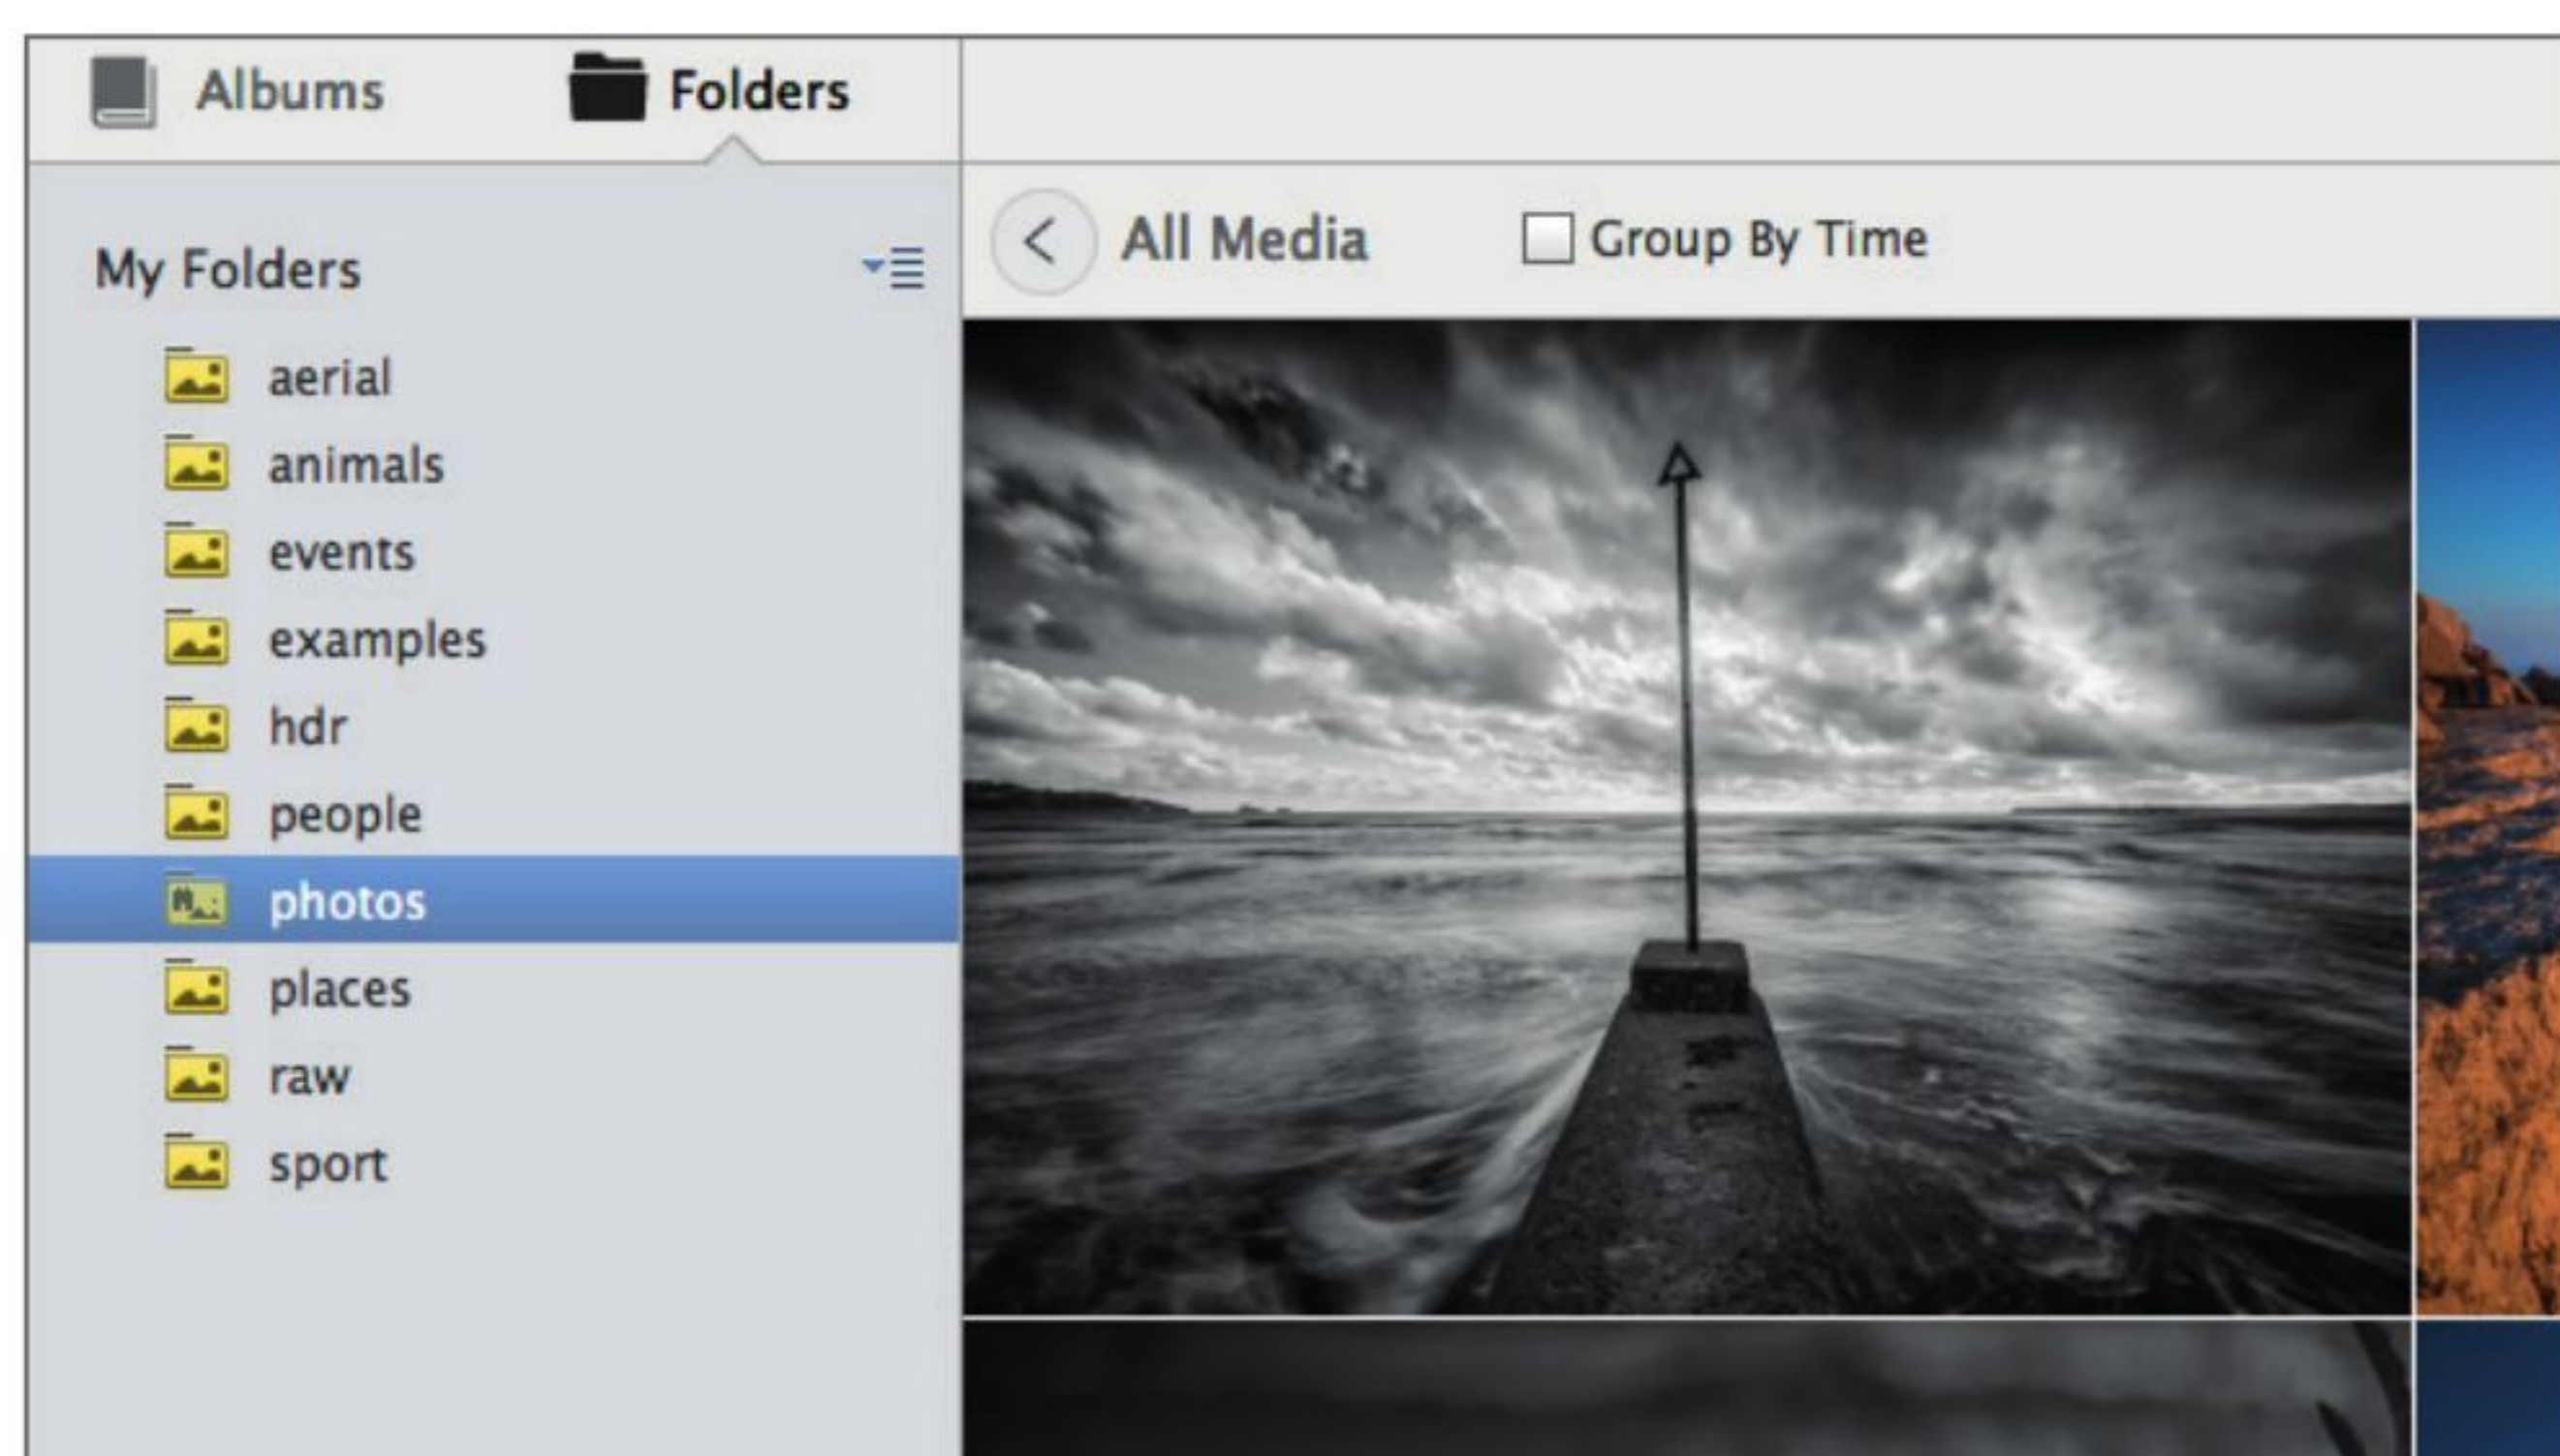 Albums
Folders
My Folders
aerial
animals
events
examples
hdr
people
photos
places
raw
sport
All Media
Group By Time